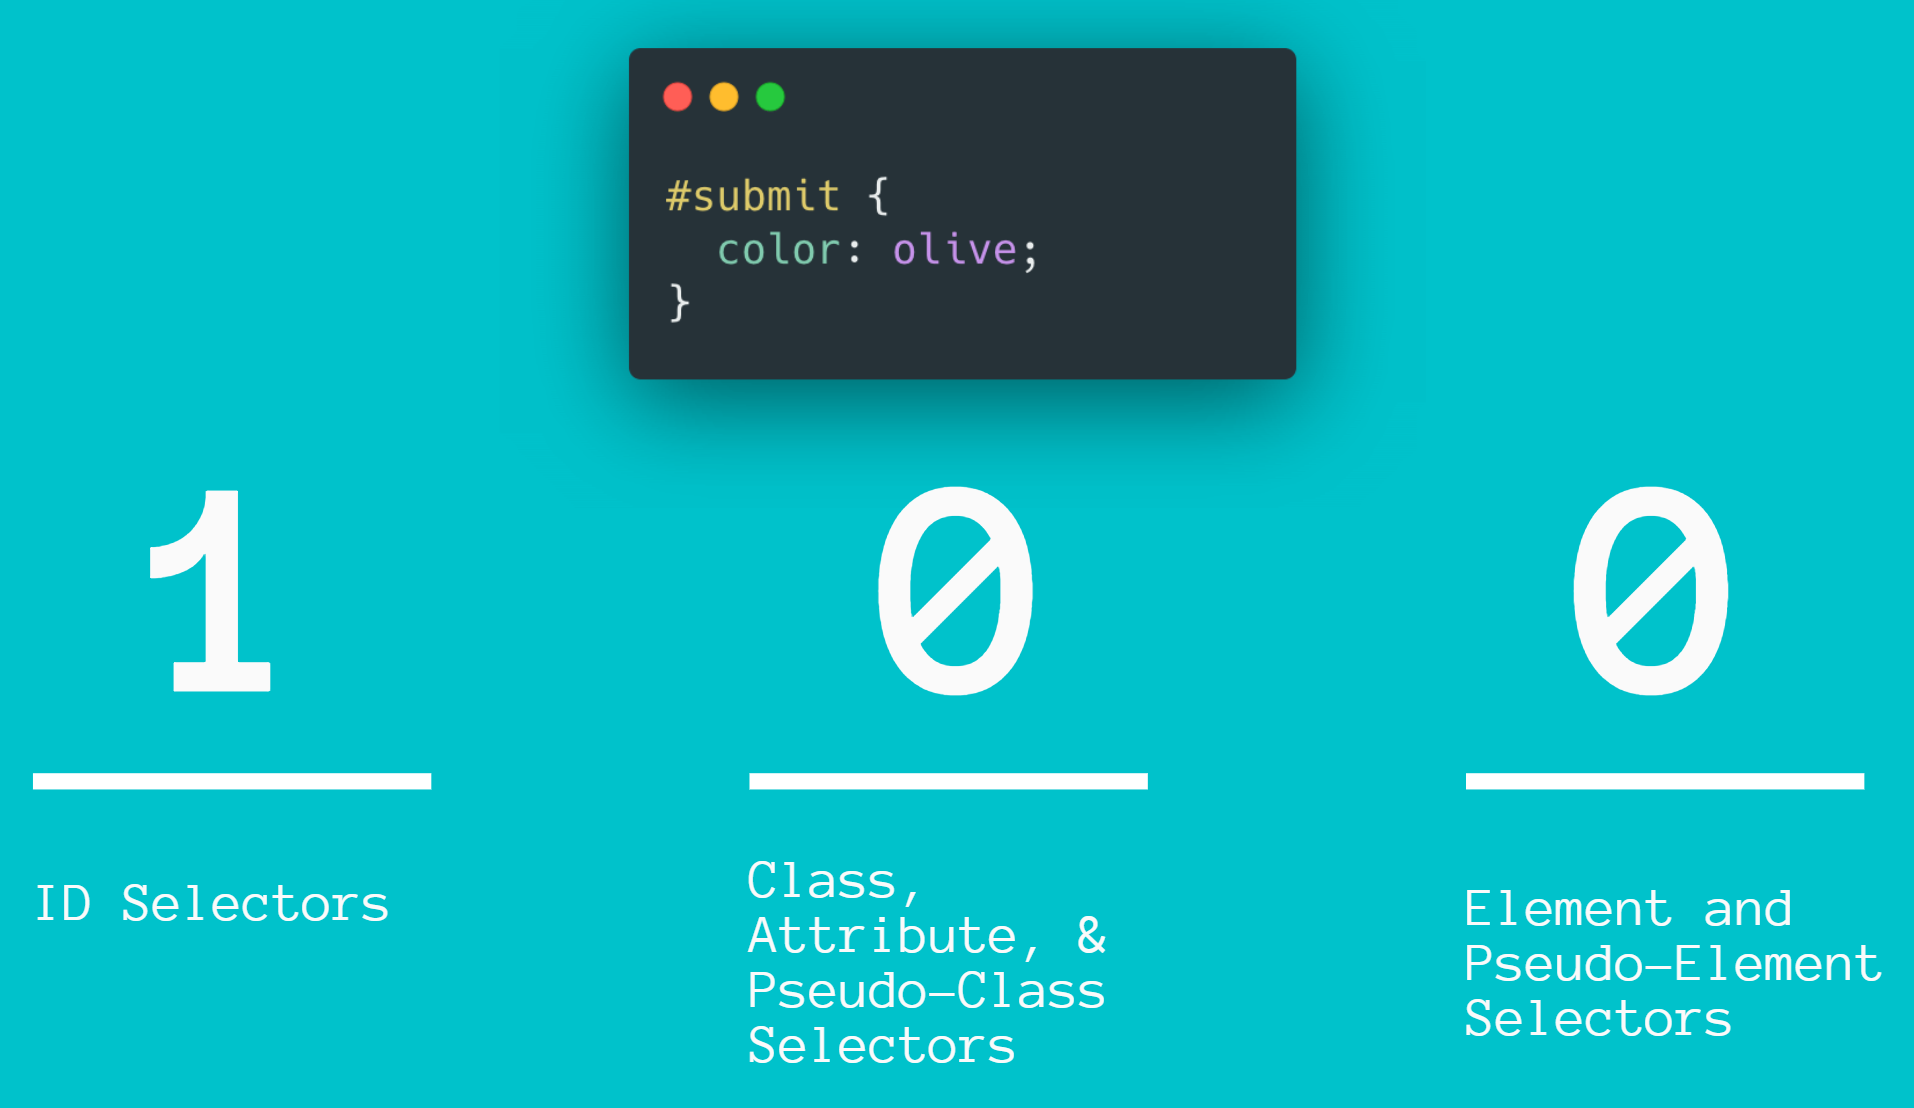 #submit {
  color: olive;
}
1
0
0
ID Selectors
Class,
Attribute, &
Pseudo-Class
Selectors
Element and
Pseudo-Element
Selectors